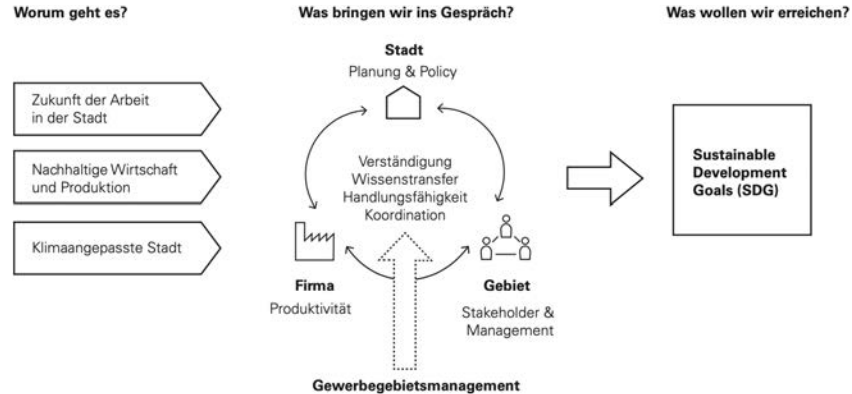 Worum geht es?
Was bringen wir ins Gespräch?
Was wollen wir erreichen?
Zukunft der Arbeit
in der Stadt
Nachhaltige Wirtschaft
und Produktion
Klimaangepasste Stadt
Stadt
Planung & Policy
Verständigung
Wissenstransfer
Handlungsfähigkeit
Koordination
Firma
Produktivität
Gebiet
Stakeholder &
Management
Gewerbegebietsmanagement
Sustainable
Development
Goals (SDG)